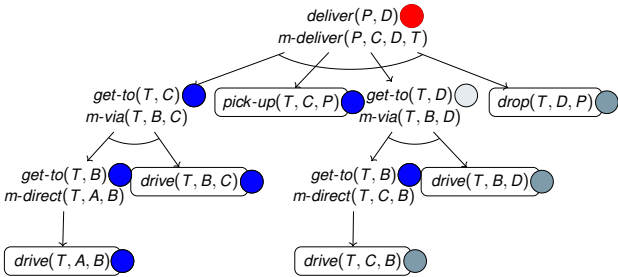 deliver(P, D)
m-deliver(P, C, D, T)
get-to(T, C)
m-via(T, B, C)
pick-up(T, C, P)
get-to(T, D)
m-via(T, B, D)
drop(T, D, P)
get-to(T, B)
m-direct(T, A, B)
drive(T, B, C)
get-to(T, B)
m-direct(T, C, B)
drive(T, B, D)
drive(T, A, B)
drive(T, C, B)